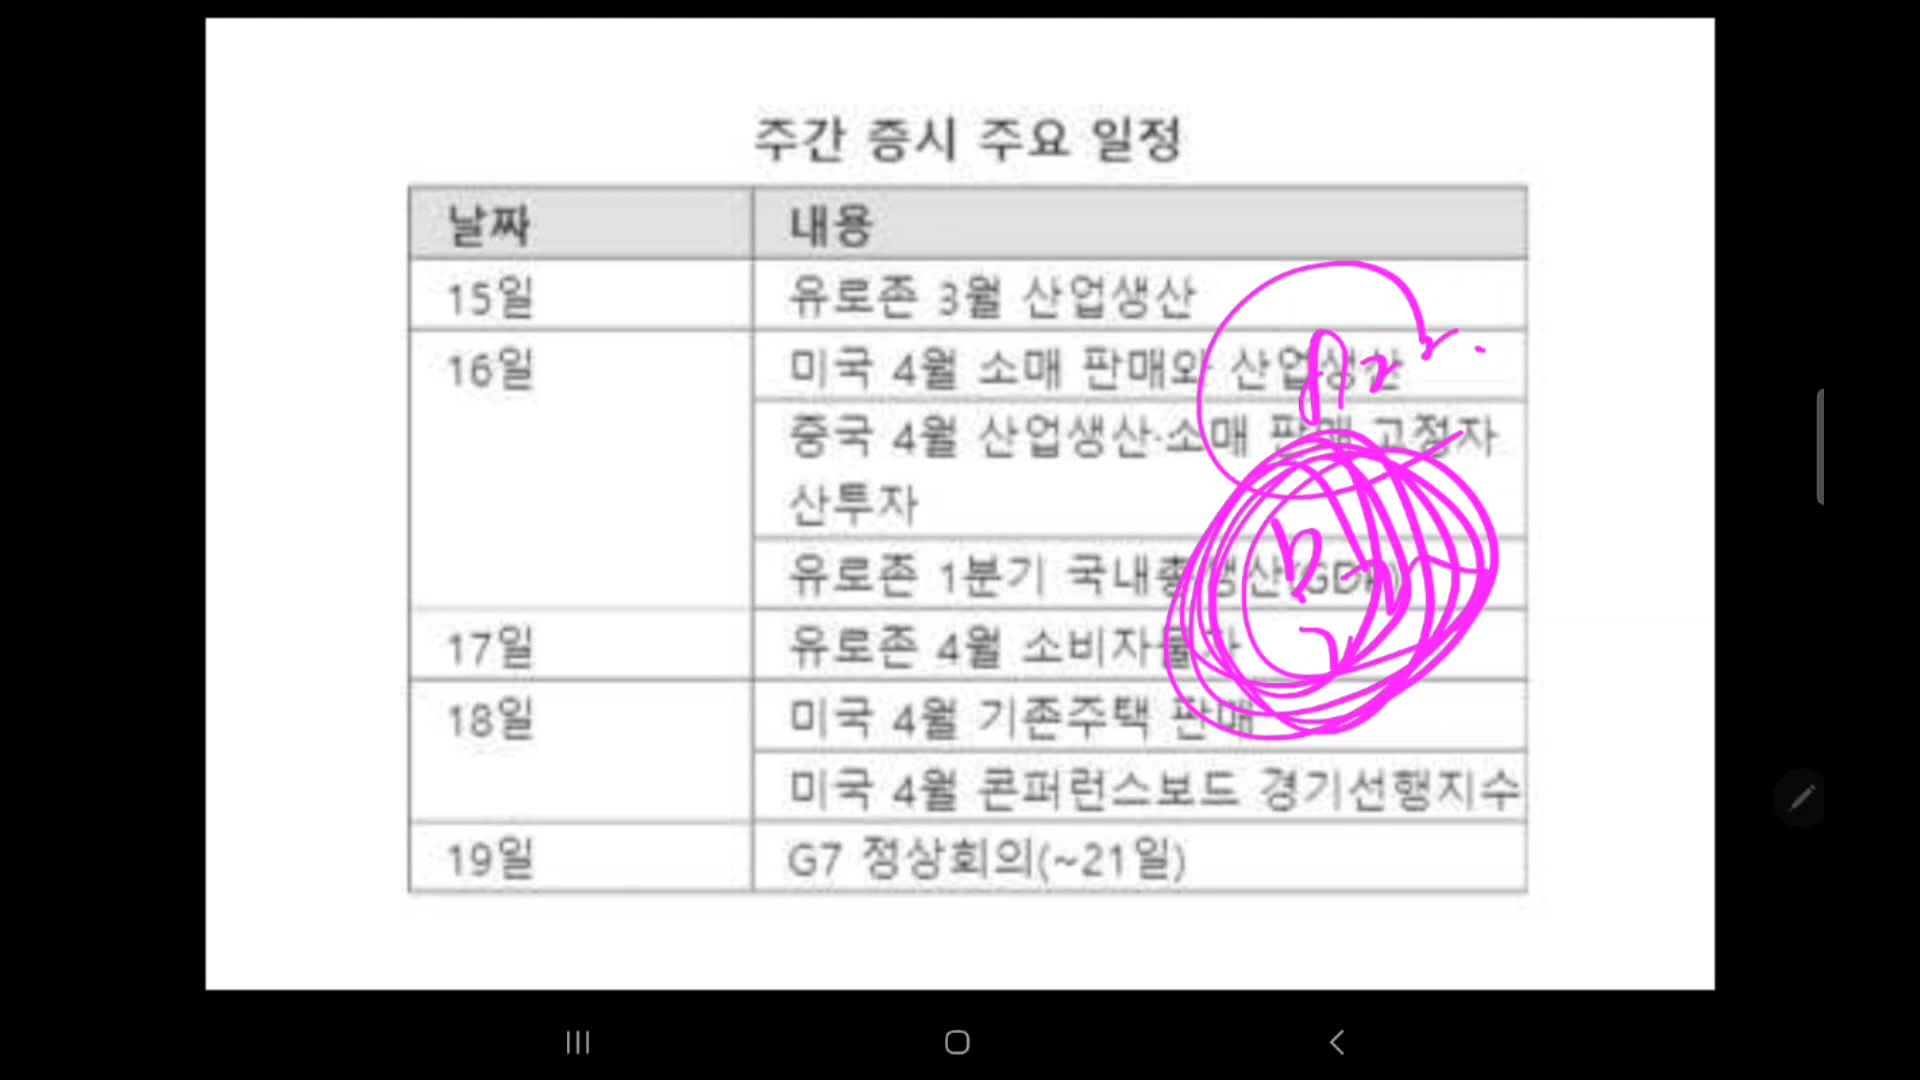 주간 증시 주요 일정
날짜 내용
15일 유로존 3월 산업생산
16일 미국 4월 소매 판매와 산업생산
중국 4월 산업생산·소매 판매 고정자
산투자
유로존 1분기 국내총생산(GDP)
17일 유로존 4월 소비자물가
18일 미국 4월 기존주택 판매
미국 4월 콘퍼런스보드 경기선행지수
19일 G7 정상회의(~21일)